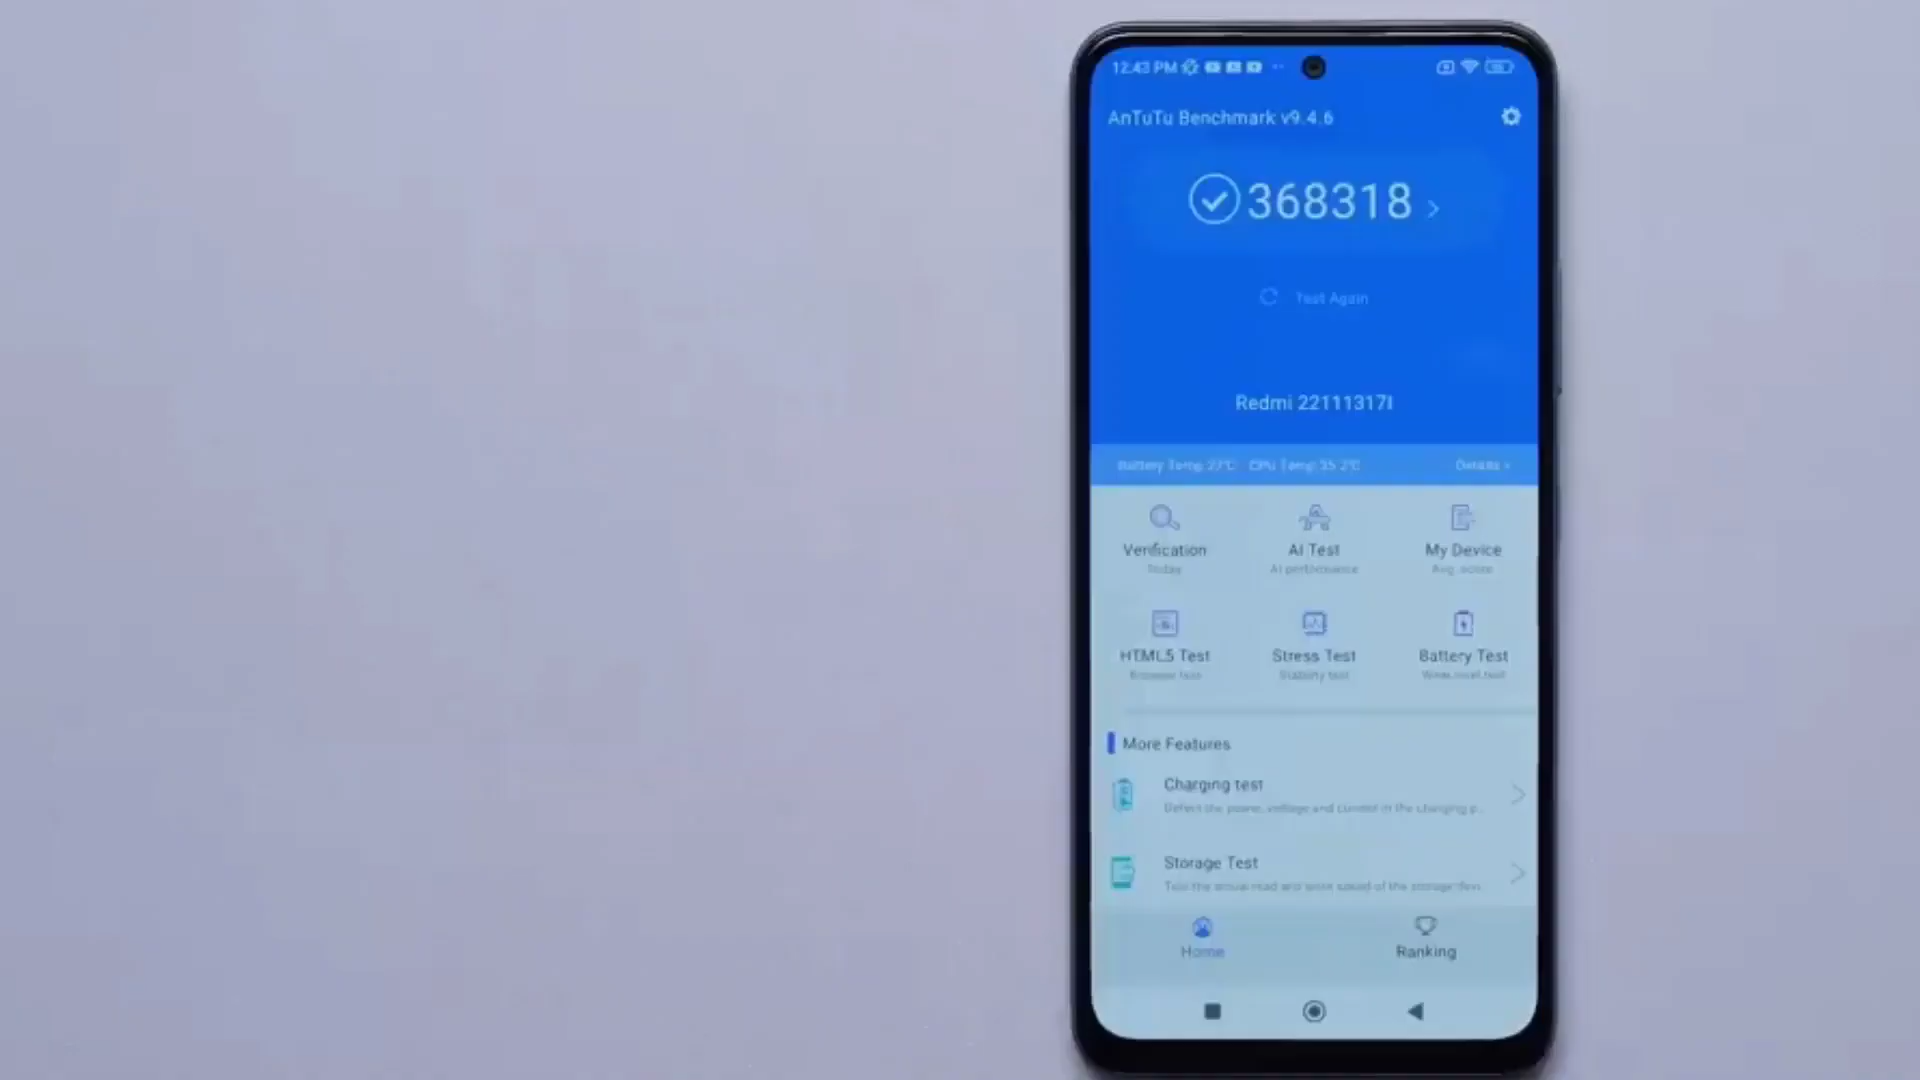 12:43 PM
AnTuTu Benchmark v9.4.6
368318
Test Again
Redmi 22111317I
Battery Temp: 27°C CPU Temp: 35.2°C Details
Verification AI Test My Device
Today AI performance Avg. score
HTML5 Test Stress Test Battery Test
Browser test Stability test
More Features
Charging test
Detect the power, voltage and current in the charging p...
Storage Test
Test the actual read and write speed of the storage devi...
Home Ranking